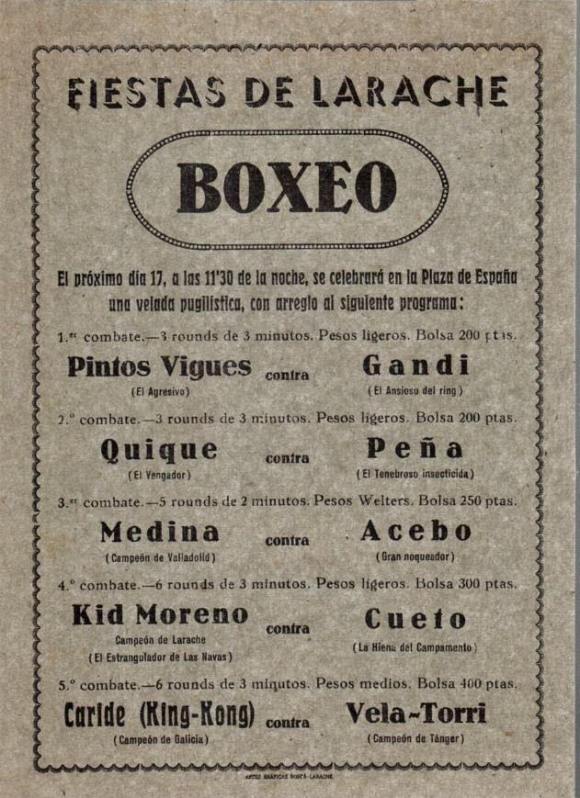 FIESTAS DE LARACHE
BOXEO
El próximo día 17, a las 11'30 de la noche, se celebrará en la Plaza de España
una velada pugilística, con arreglo al siguiente programa:
1.er combate.—3 rounds de 3 minutos. Pesos ligeros. Bolsa 200 ptas.
Pintos Vigues contra Gandi
(El Agresivo) (El Ansioso del ring)
2.º combate.—3 rounds de 3 minutos. Pesos ligeros. Bolsa 200 ptas.
Quique contra Peña
(El Vengador) (El Tenebroso insecticida)
3.er combate.—5 rounds de 2 minutos. Pesos Welters. Bolsa 250 ptas.
Medina contra Acebo
(Campeón de Valladolid) (Gran noqueador)
4.º combate.—6 rounds de 3 minutos. Pesos ligeros. Bolsa 300 ptas.
Kid Moreno contra Cueto
Campeón de Larache (La Hiena del Campamento)
(El Estrangulador de Las Navas)
5.º combate.—6 rounds de 3 minutos. Pesos medios. Bolsa 400 ptas.
Caride (King-Kong) contra Vela-Torri
(Campeón de Galicia) (Campeón de Tánger)
ARTES GRÁFICAS BOSCÁ-LARACHE